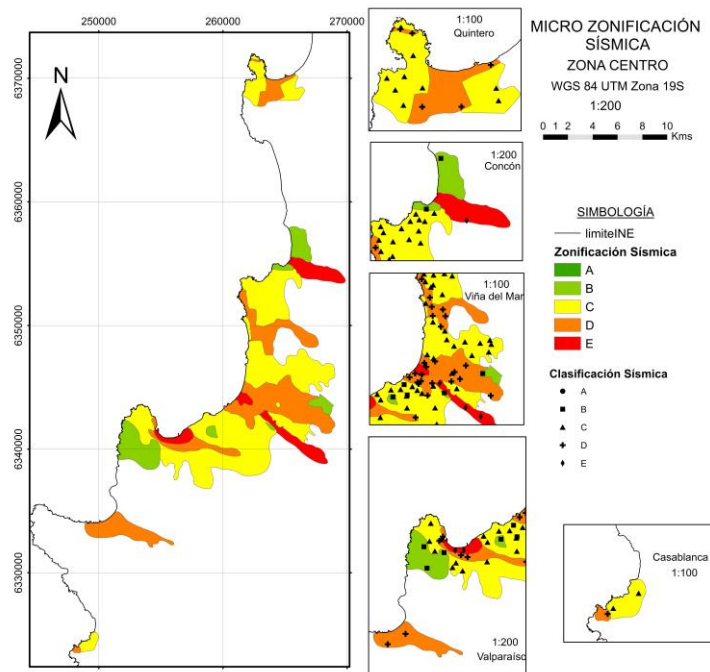 250000
260000
270000
6370000
6360000
6350000
6340000
6330000
N
1:100
Quintero
1:200
Concón
1:100
Viña del Mar
1:200
Valparaíso
MICRO ZONIFICACIÓN
SÍSMICA
ZONA CENTRO
WGS 84 UTM Zona 19S
1:200
0 1 2 4 6 8 10
Kms
SIMBOLOGÍA
limiteINE
Zonificación Sísmica
A
B
C
D
E
Clasificación Sísmica
A
B
C
D
E
Casablanca
1:100